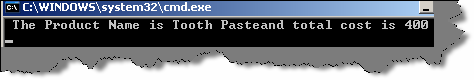 C:\WINDOWS\system32\cmd.exe
The Product Name is Tooth Pasteand total cost is 400